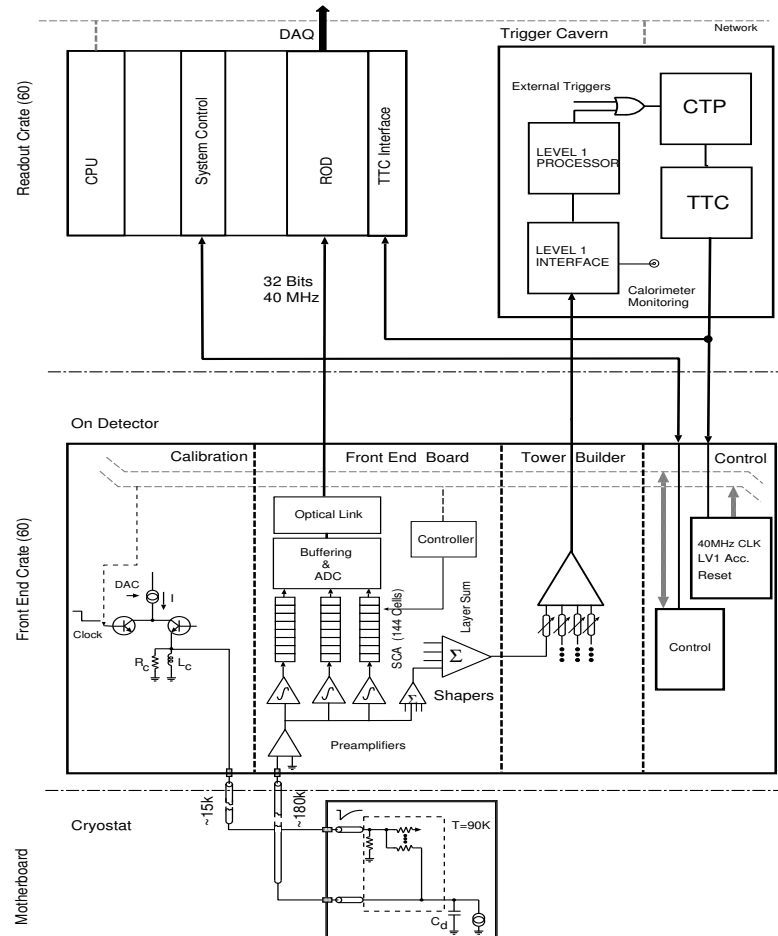 DAQ
Trigger Cavern
Network
Readout Crate (60)
CPU
System Control
ROD
TTC Interface
External Triggers
CTP
LEVEL 1
PROCESSOR
TTC
LEVEL 1
INTERFACE
Calorimeter
Monitoring
32 Bits
40 MHz
On Detector
Front End Crate (60)
Calibration
Front End Board
Tower Builder
Control
Optical Link
Buffering
&
ADC
Controller
40MHz CLK
LV1 Acc.
Reset
DAC
I
Clock
Rc
Lc
SCA (144 Cells)
Layer Sum
Σ
Σ
Shapers
Control
Preamplifiers
~15k
~180k
Motherboard
Cryostat
T=90K
Cd